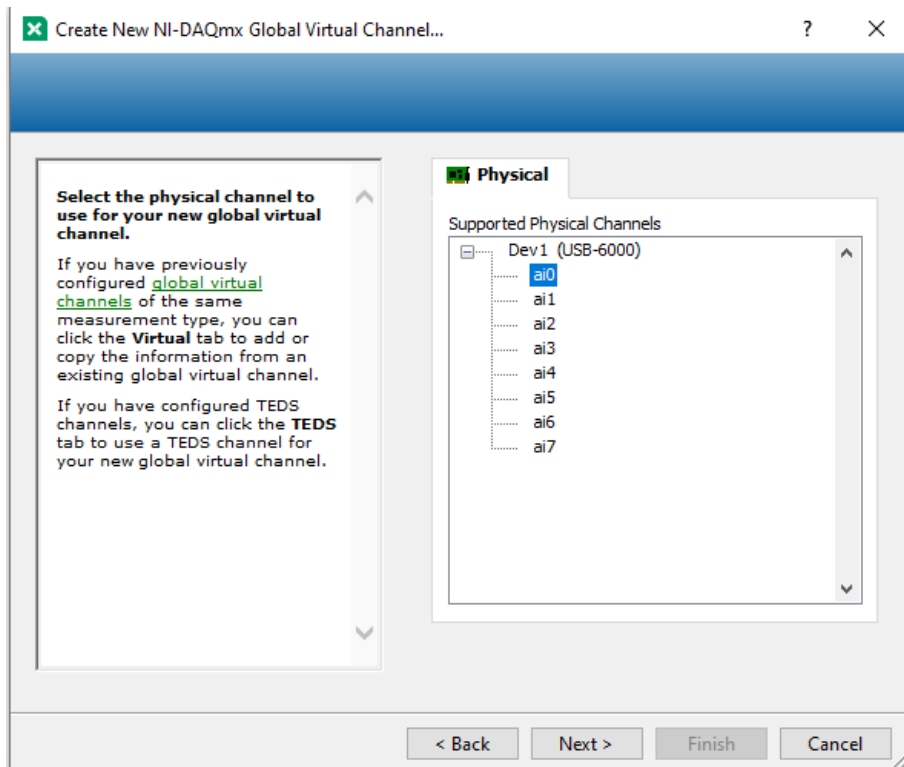 Create New NI-DAQmx Global Virtual Channel...
?
Select the physical channel to
use for your new global virtual
channel.
If you have previously
configured global virtual
channels of the same
measurement type, you can
click the Virtual tab to add or
copy the information from an
existing global virtual channel.
If you have configured TEDS
channels, you can click the TEDS
tab to use a TEDS channel for
your new global virtual channel.
Physical
Supported Physical Channels
Dev1 (USB-6000)
ai0
ai1
ai2
ai3
ai4
ai5
ai6
ai7
< Back
Next >
Finish
Cancel